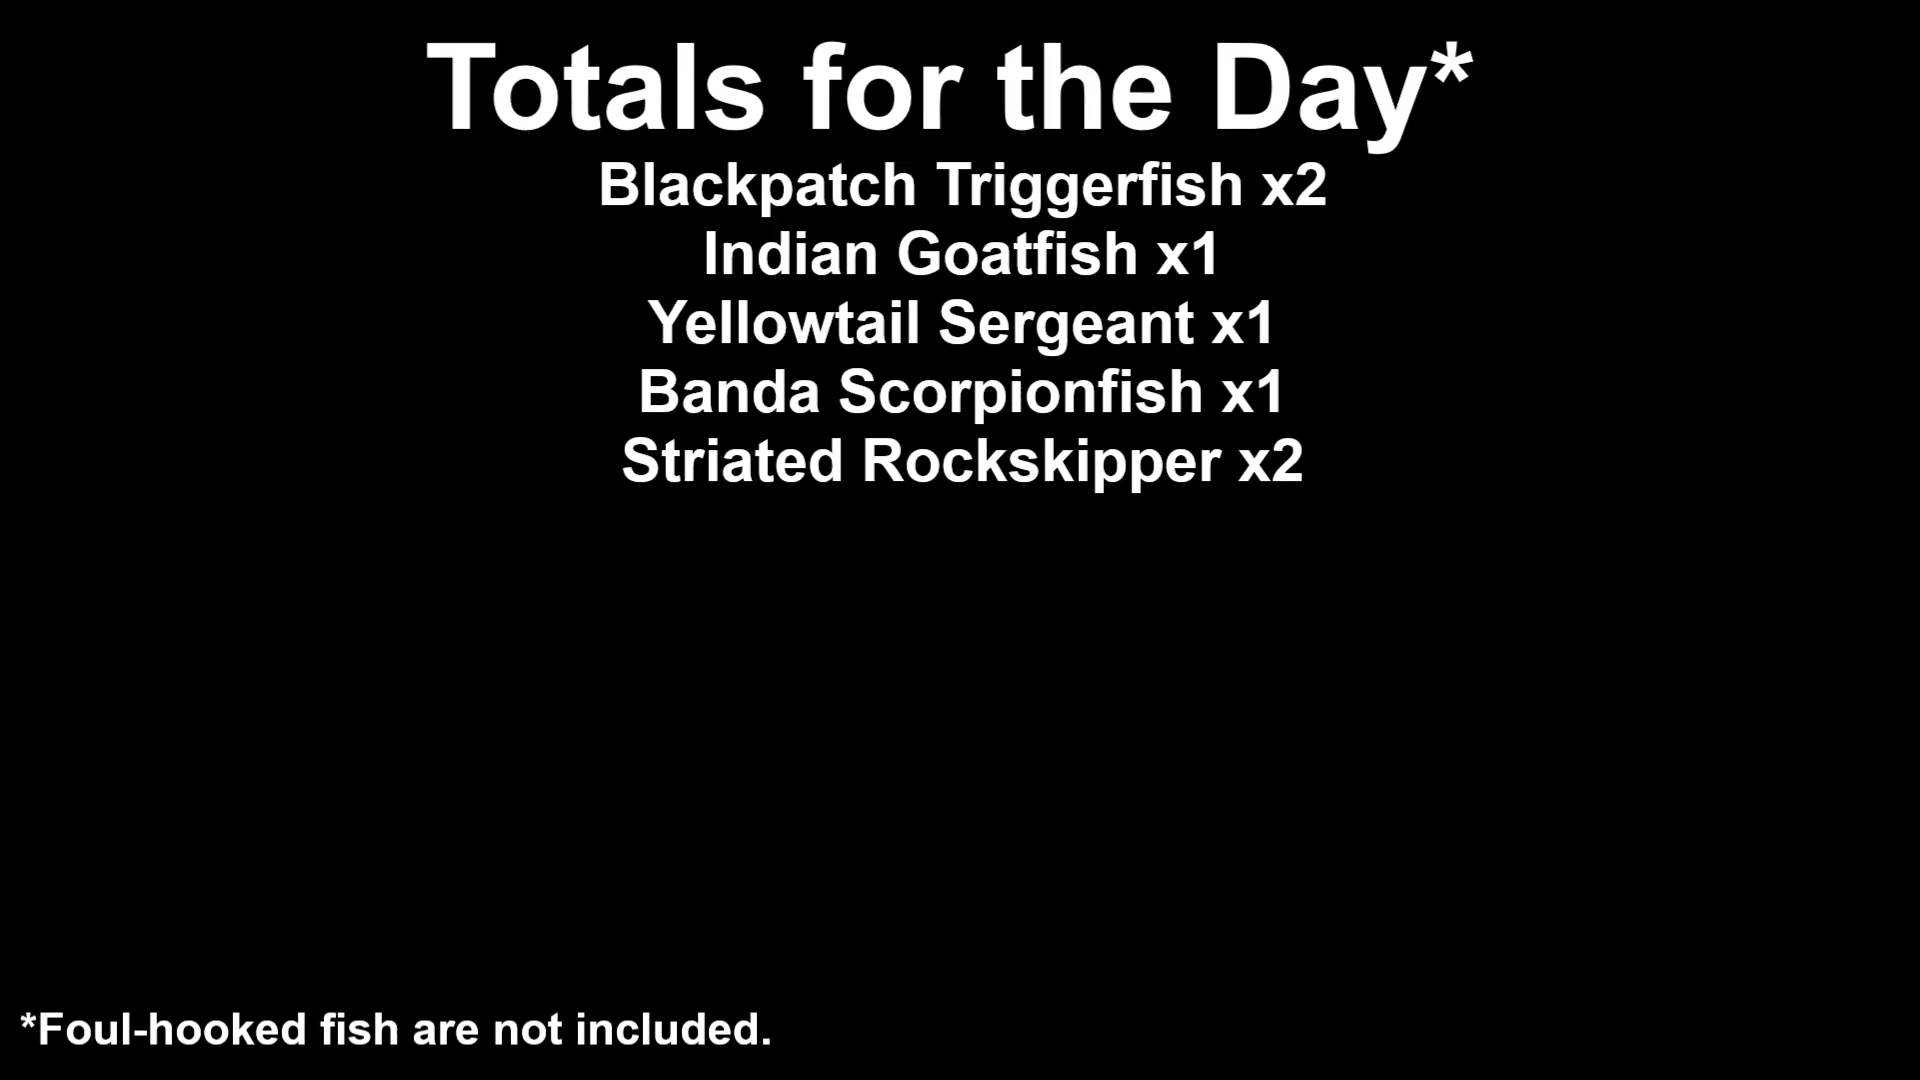 Totals for the Day*
Blackpatch Triggerfish x2
Indian Goatfish x1
Yellowtail Sergeant x1
Banda Scorpionfish x1
Striated Rockskipper x2
*Foul-hooked fish are not included.